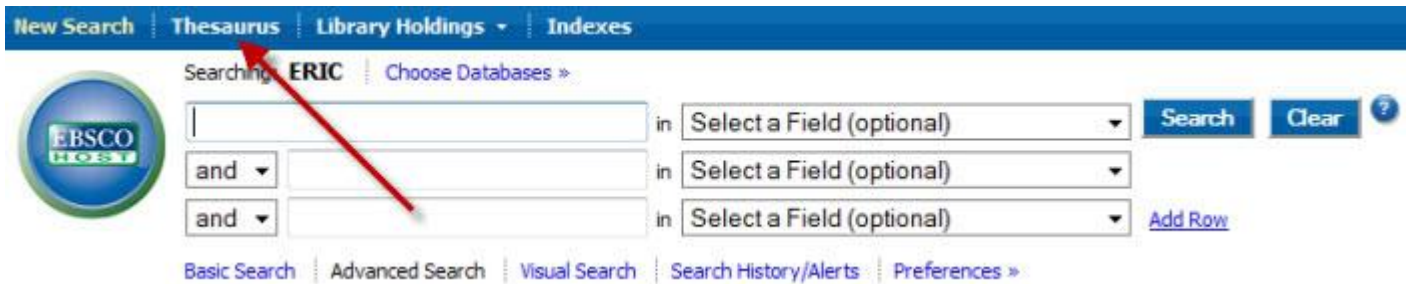 New Search Thesaurus Library Holdings Indexes
Searching: ERIC Choose Databases »
EBSCO
HOST
in Select a Field (optional) Search Clear ?
and in Select a Field (optional)
and in Select a Field (optional) Add Row
Basic Search Advanced Search Visual Search Search History/Alerts Preferences »